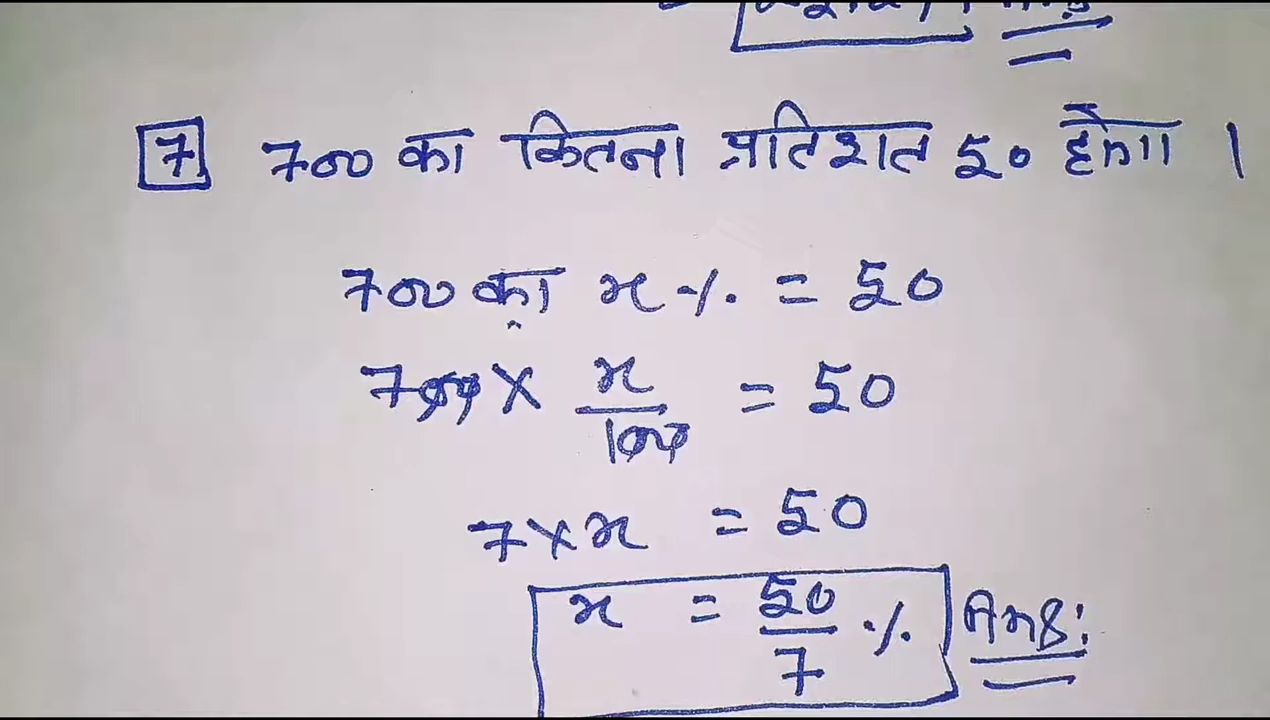 7 700 का कितना प्रतिशत 50 होगा ।
700 का x % = 50
700 × x/100 = 50
7 × x = 50
x = 50/7 % Ans: